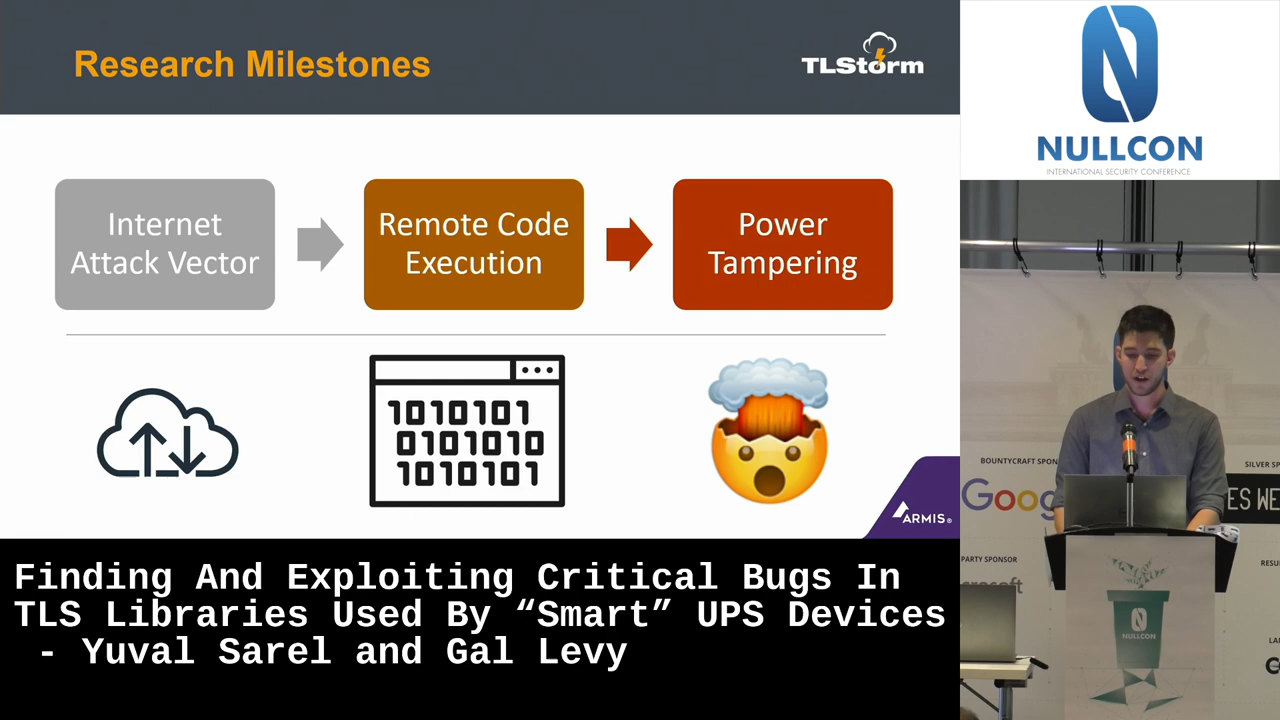 Research Milestones
TLStorm
Internet
Attack Vector
Remote Code
Execution
Power
Tampering
1010101
0101010
1010101
ARMIS®
Finding And Exploiting Critical Bugs In
TLS Libraries Used By “Smart” UPS Devices
- Yuval Sarel and Gal Levy
NULLCON
INTERNATIONAL SECURITY CONFERENCE
BOUNTYCRAFT
SILVER
Goog
ES WE
PARTY SPONSOR
NULLCON